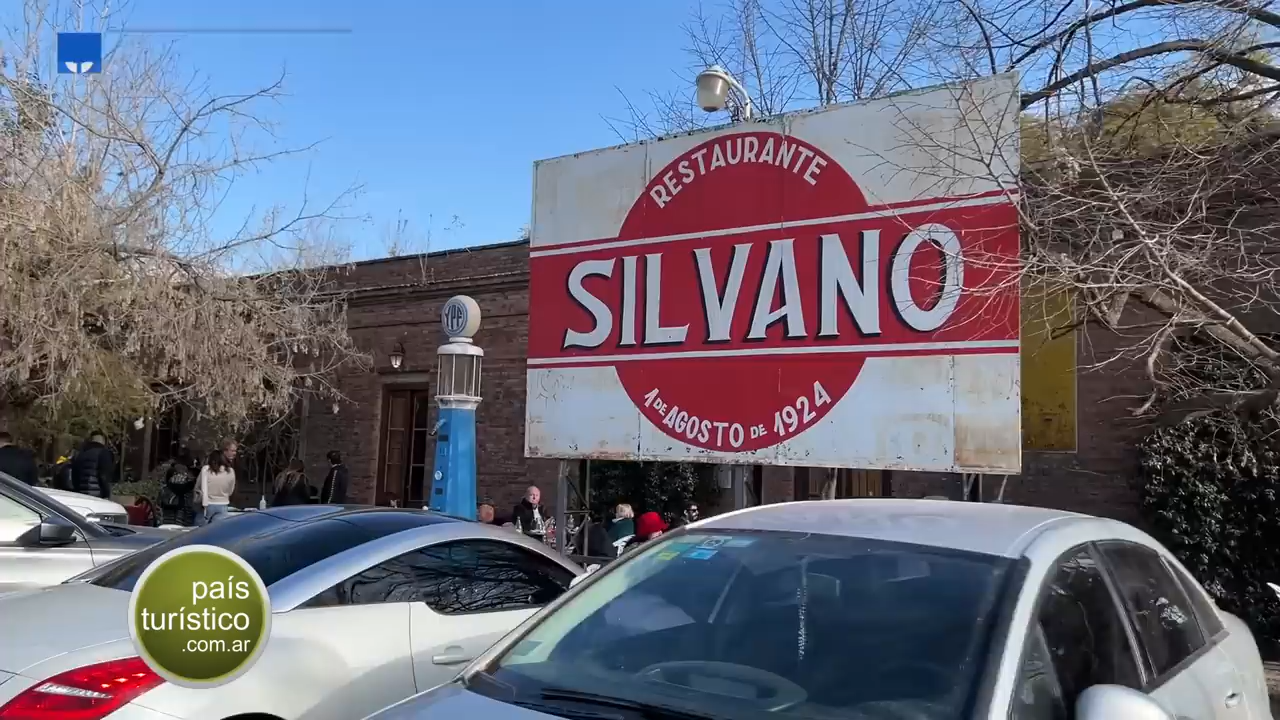 RESTAURANTE
SILVANO
1 DE AGOSTO DE 1924
YPF
país
turístico
.com.ar